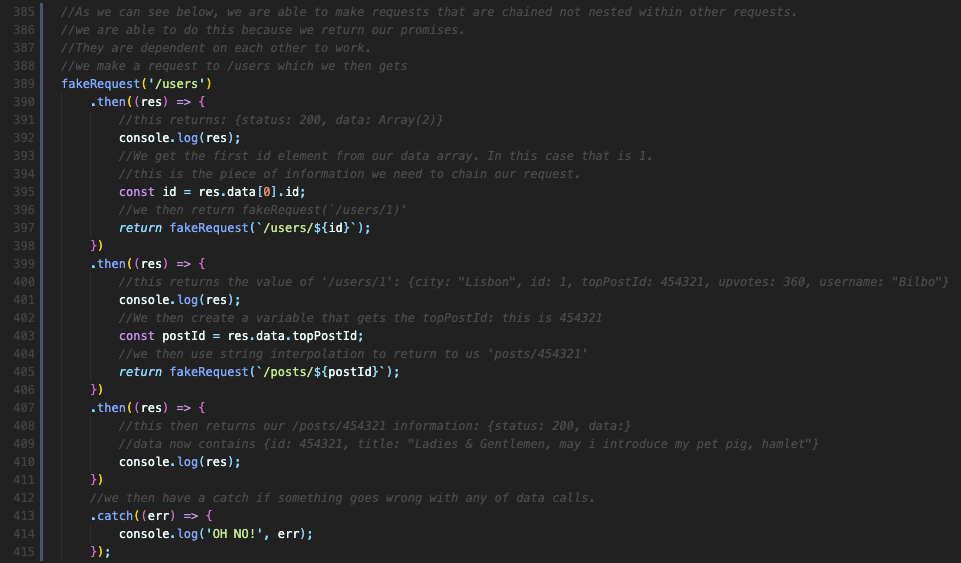 385 //As we can see below, we are able to make requests that are chained not nested within other requests.
386 //we are able to do this because we return our promises.
387 //They are dependent on each other to work.
388 //we make a request to /users which we then gets
389 fakeRequest('/users')
390     .then((res) => {
391         //this returns: {status: 200, data: Array(2)}
392         console.log(res);
393         //We get the first id element from our data array. In this case that is 1.
394         //this is the piece of information we need to chain our request.
395         const id = res.data[0].id;
396         //we then return fakeRequest(`/users/1)'
397         return fakeRequest(`/users/${id}`);
398     })
399     .then((res) => {
400         //this returns the value of '/users/1': {city: "Lisbon", id: 1, topPostId: 454321, upvotes: 360, username: "Bilbo"}
401         console.log(res);
402         //We then create a variable that gets the topPostId: this is 454321
403         const postId = res.data.topPostId;
404         //we then use string interpolation to return to us 'posts/454321'
405         return fakeRequest(`/posts/${postId}`);
406     })
407     .then((res) => {
408         //this then returns our /posts/454321 information: {status: 200, data:}
409         //data now contains {id: 454321, title: "Ladies & Gentlemen, may i introduce my pet pig, hamlet"}
410         console.log(res);
411     })
412     //we then have a catch if something goes wrong with any of data calls.
413     .catch((err) => {
414         console.log('OH NO!', err);
415     });